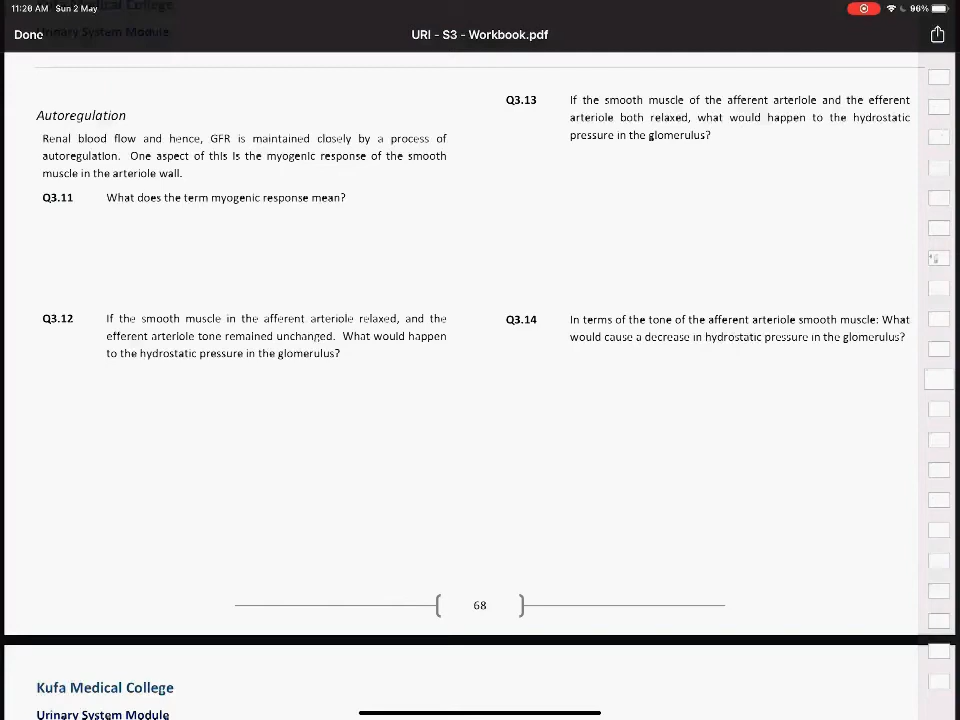 11:20 AM Sun 2 May
96%
Done
URI - S3 - Workbook.pdf
Urinary System Module
Autoregulation
Renal blood flow and hence, GFR is maintained closely by a process of
autoregulation. One aspect of this is the myogenic response of the smooth
muscle in the arteriole wall.
Q3.11 What does the term myogenic response mean?
Q3.12 If the smooth muscle in the afferent arteriole relaxed, and the
efferent arteriole tone remained unchanged. What would happen
to the hydrostatic pressure in the glomerulus?
Q3.13 If the smooth muscle of the afferent arteriole and the efferent
arteriole both relaxed, what would happen to the hydrostatic
pressure in the glomerulus?
Q3.14 In terms of the tone of the afferent arteriole smooth muscle: What
would cause a decrease in hydrostatic pressure in the glomerulus?
68
Kufa Medical College
Urinary System Module